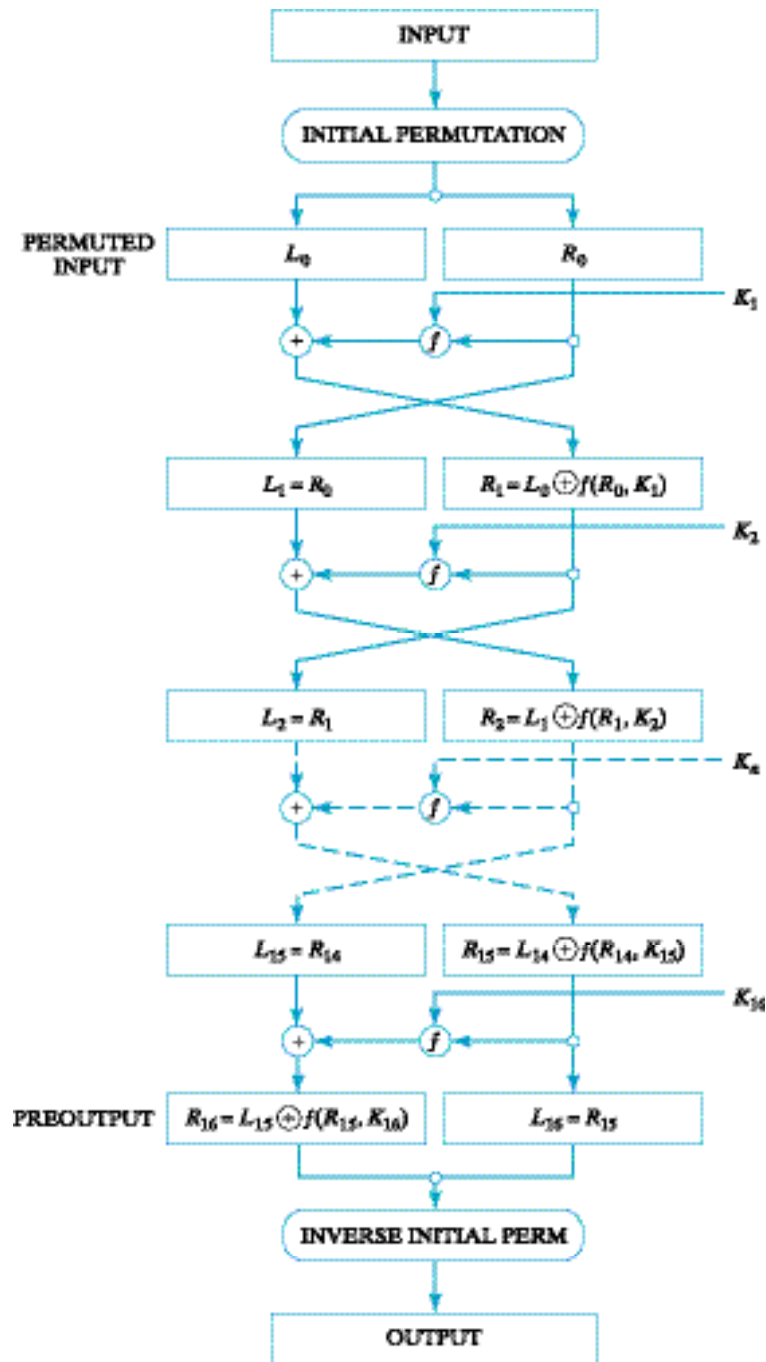 INPUT
INITIAL PERMUTATION
PERMUTED
INPUT
L₀
R₀
K₁
+
f
L₁ = R₀
R₁ = L₀ ⊕ f(R₀, K₁)
K₂
+
f
L₂ = R₁
R₂ = L₁ ⊕ f(R₁, K₂)
Kₙ
+
f
L₁₅ = R₁₄
R₁₅ = L₁₄ ⊕ f(R₁₄, K₁₅)
K₁₆
+
f
PREOUTPUT
R₁₆ = L₁₅ ⊕ f(R₁₅, K₁₆)
L₁₆ = R₁₅
INVERSE INITIAL PERM
OUTPUT